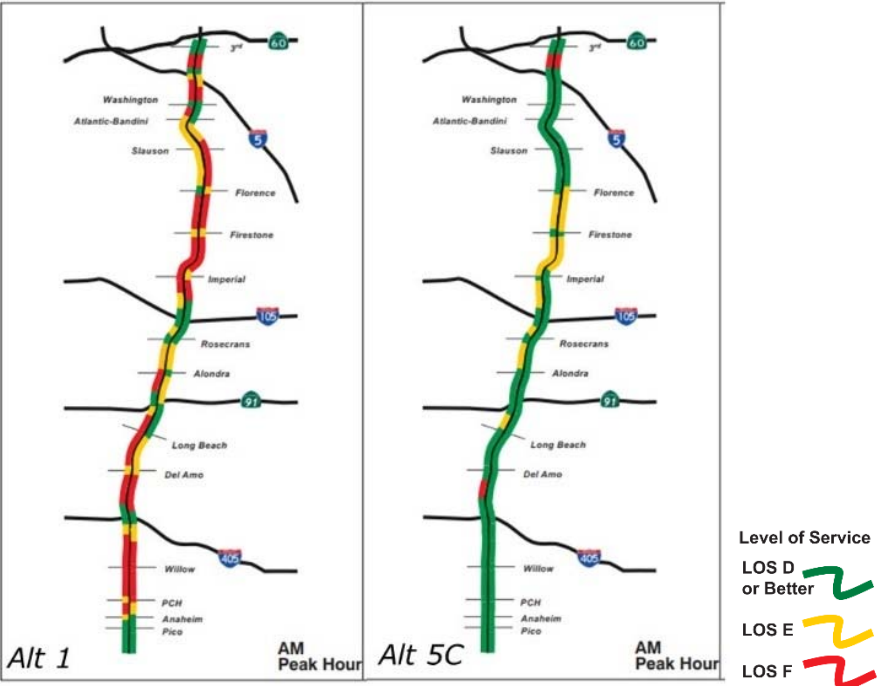 3rd
60
Washington
Atlantic-Bandini
5
Slauson
Florence
Firestone
Imperial
105
Rosecrans
Alondra
91
Long Beach
Del Amo
405
Willow
PCH
Anaheim
Pico
Alt 1
AM
Peak Hour
3rd
60
Washington
Atlantic-Bandini
5
Slauson
Florence
Firestone
Imperial
105
Rosecrans
Alondra
91
Long Beach
Del Amo
405
Willow
PCH
Anaheim
Pico
Alt 5C
AM
Peak Hour
Level of Service
LOS D
or Better
LOS E
LOS F